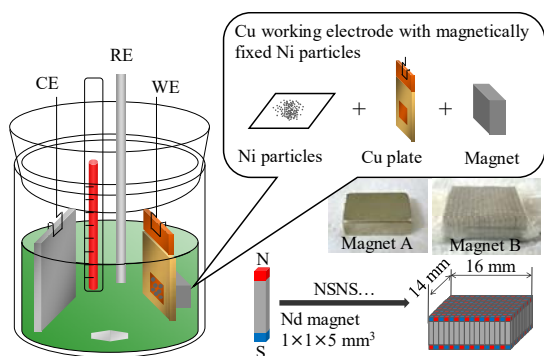 RE
CE
WE
Cu working electrode with magnetically
fixed Ni particles
+
+
Ni particles
Cu plate
Magnet
Magnet A
Magnet B
N
S
NSNS...
Nd magnet
1×1×5 mm³
14 mm
16 mm